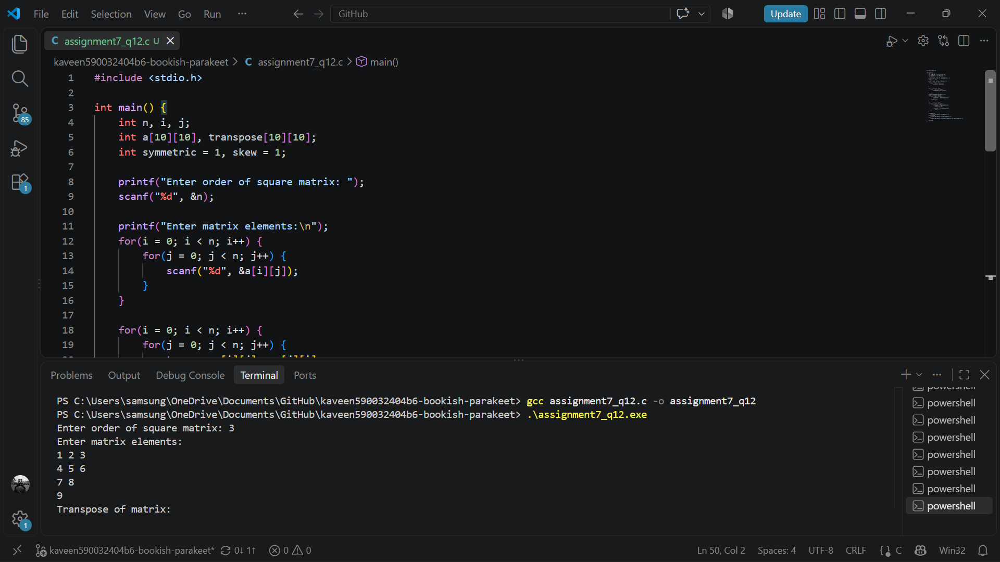 File Edit Selection View Go Run ···
GitHub
Update
assignment7_q12.c U
kaveen590032404b6-bookish-parakeet > C assignment7_q12.c > main()
1 #include <stdio.h>
2
3 int main() {
4 int n, i, j;
5 int a[10][10], transpose[10][10];
6 int symmetric = 1, skew = 1;
7
8 printf("Enter order of square matrix: ");
9 scanf("%d", &n);
10
11 printf("Enter matrix elements:\n");
12 for(i = 0; i < n; i++) {
13 for(j = 0; j < n; j++) {
14 scanf("%d", &a[i][j]);
15 }
16 }
17
18 for(i = 0; i < n; i++) {
19 for(j = 0; j < n; j++) {
85
1
1
Problems Output Debug Console Terminal Ports
PS C:\Users\samsung\OneDrive\Documents\GitHub\kaveen590032404b6-bookish-parakeet> gcc assignment7_q12.c -o assignment7_q12
PS C:\Users\samsung\OneDrive\Documents\GitHub\kaveen590032404b6-bookish-parakeet> .\assignment7_q12.exe
Enter order of square matrix: 3
Enter matrix elements:
1 2 3
4 5 6
7 8
9
Transpose of matrix:
powershell
powershell
powershell
powershell
powershell
powershell
powershell
powershell
kaveen590032404b6-bookish-parakeet* 0↓ 1↑ 0 0
Ln 50, Col 2 Spaces: 4 UTF-8 CRLF {} C Win32